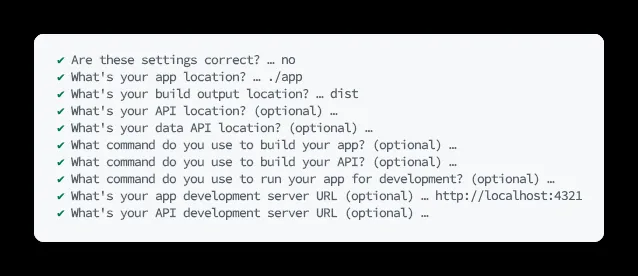 ✔ Are these settings correct? … no
✔ What's your app location? … ./app
✔ What's your build output location? … dist
✔ What's your API location? (optional) …
✔ What's your data API location? (optional) …
✔ What command do you use to build your app? (optional) …
✔ What command do you use to build your API? (optional) …
✔ What command do you use to run your app for development? (optional) …
✔ What's your app development server URL (optional) … http://localhost:4321
✔ What's your API development server URL (optional) …